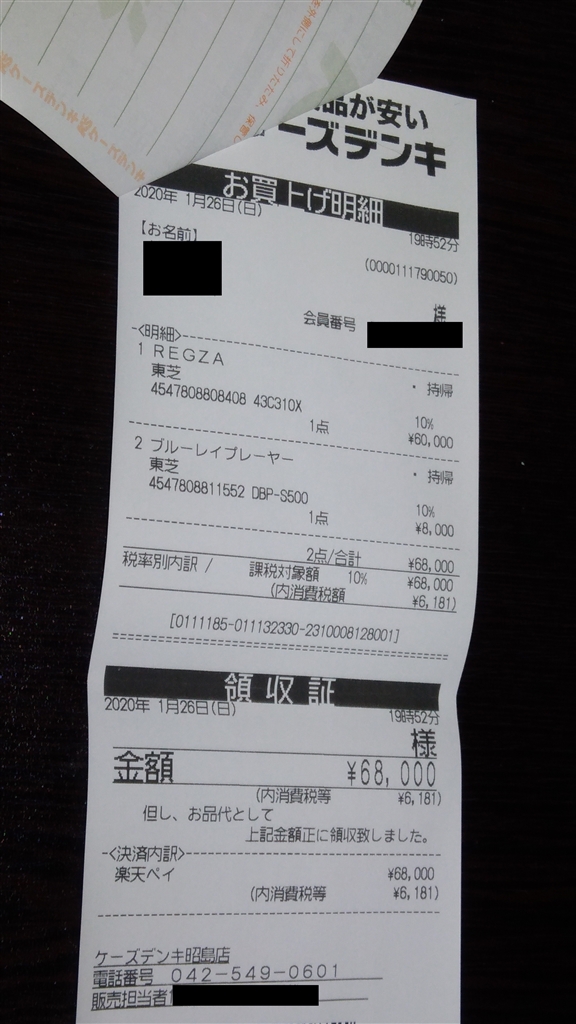 品が安い
ケーズデンキ
お買上げ明細
2020年 1月26日(日) 19時52分
【お名前】
(0000111790050)
様
会員番号
-<明細>-
1 REGZA
東芝 ・ 持帰
4547808808408 43C310X 10%
1点 ¥60,000
2 ブルーレイプレーヤー
東芝 ・ 持帰
4547808811552 DBP-S500 10%
1点 ¥8,000
2点/合計 ¥68,000
税率別内訳 / 課税対象額 10% ¥68,000
(内消費税額 ¥6,181)
[0111185-011132330-2310008128001]
領収証
2020年 1月26日(日) 19時52分
様
金額 ¥68,000
(内消費税等 ¥6,181)
但し、お品代として
上記金額正に領収致しました。
-<決済内訳>-
楽天ペイ ¥68,000
(内消費税等 ¥6,181)
ケーズデンキ昭島店
電話番号 042-549-0601
販売担当者